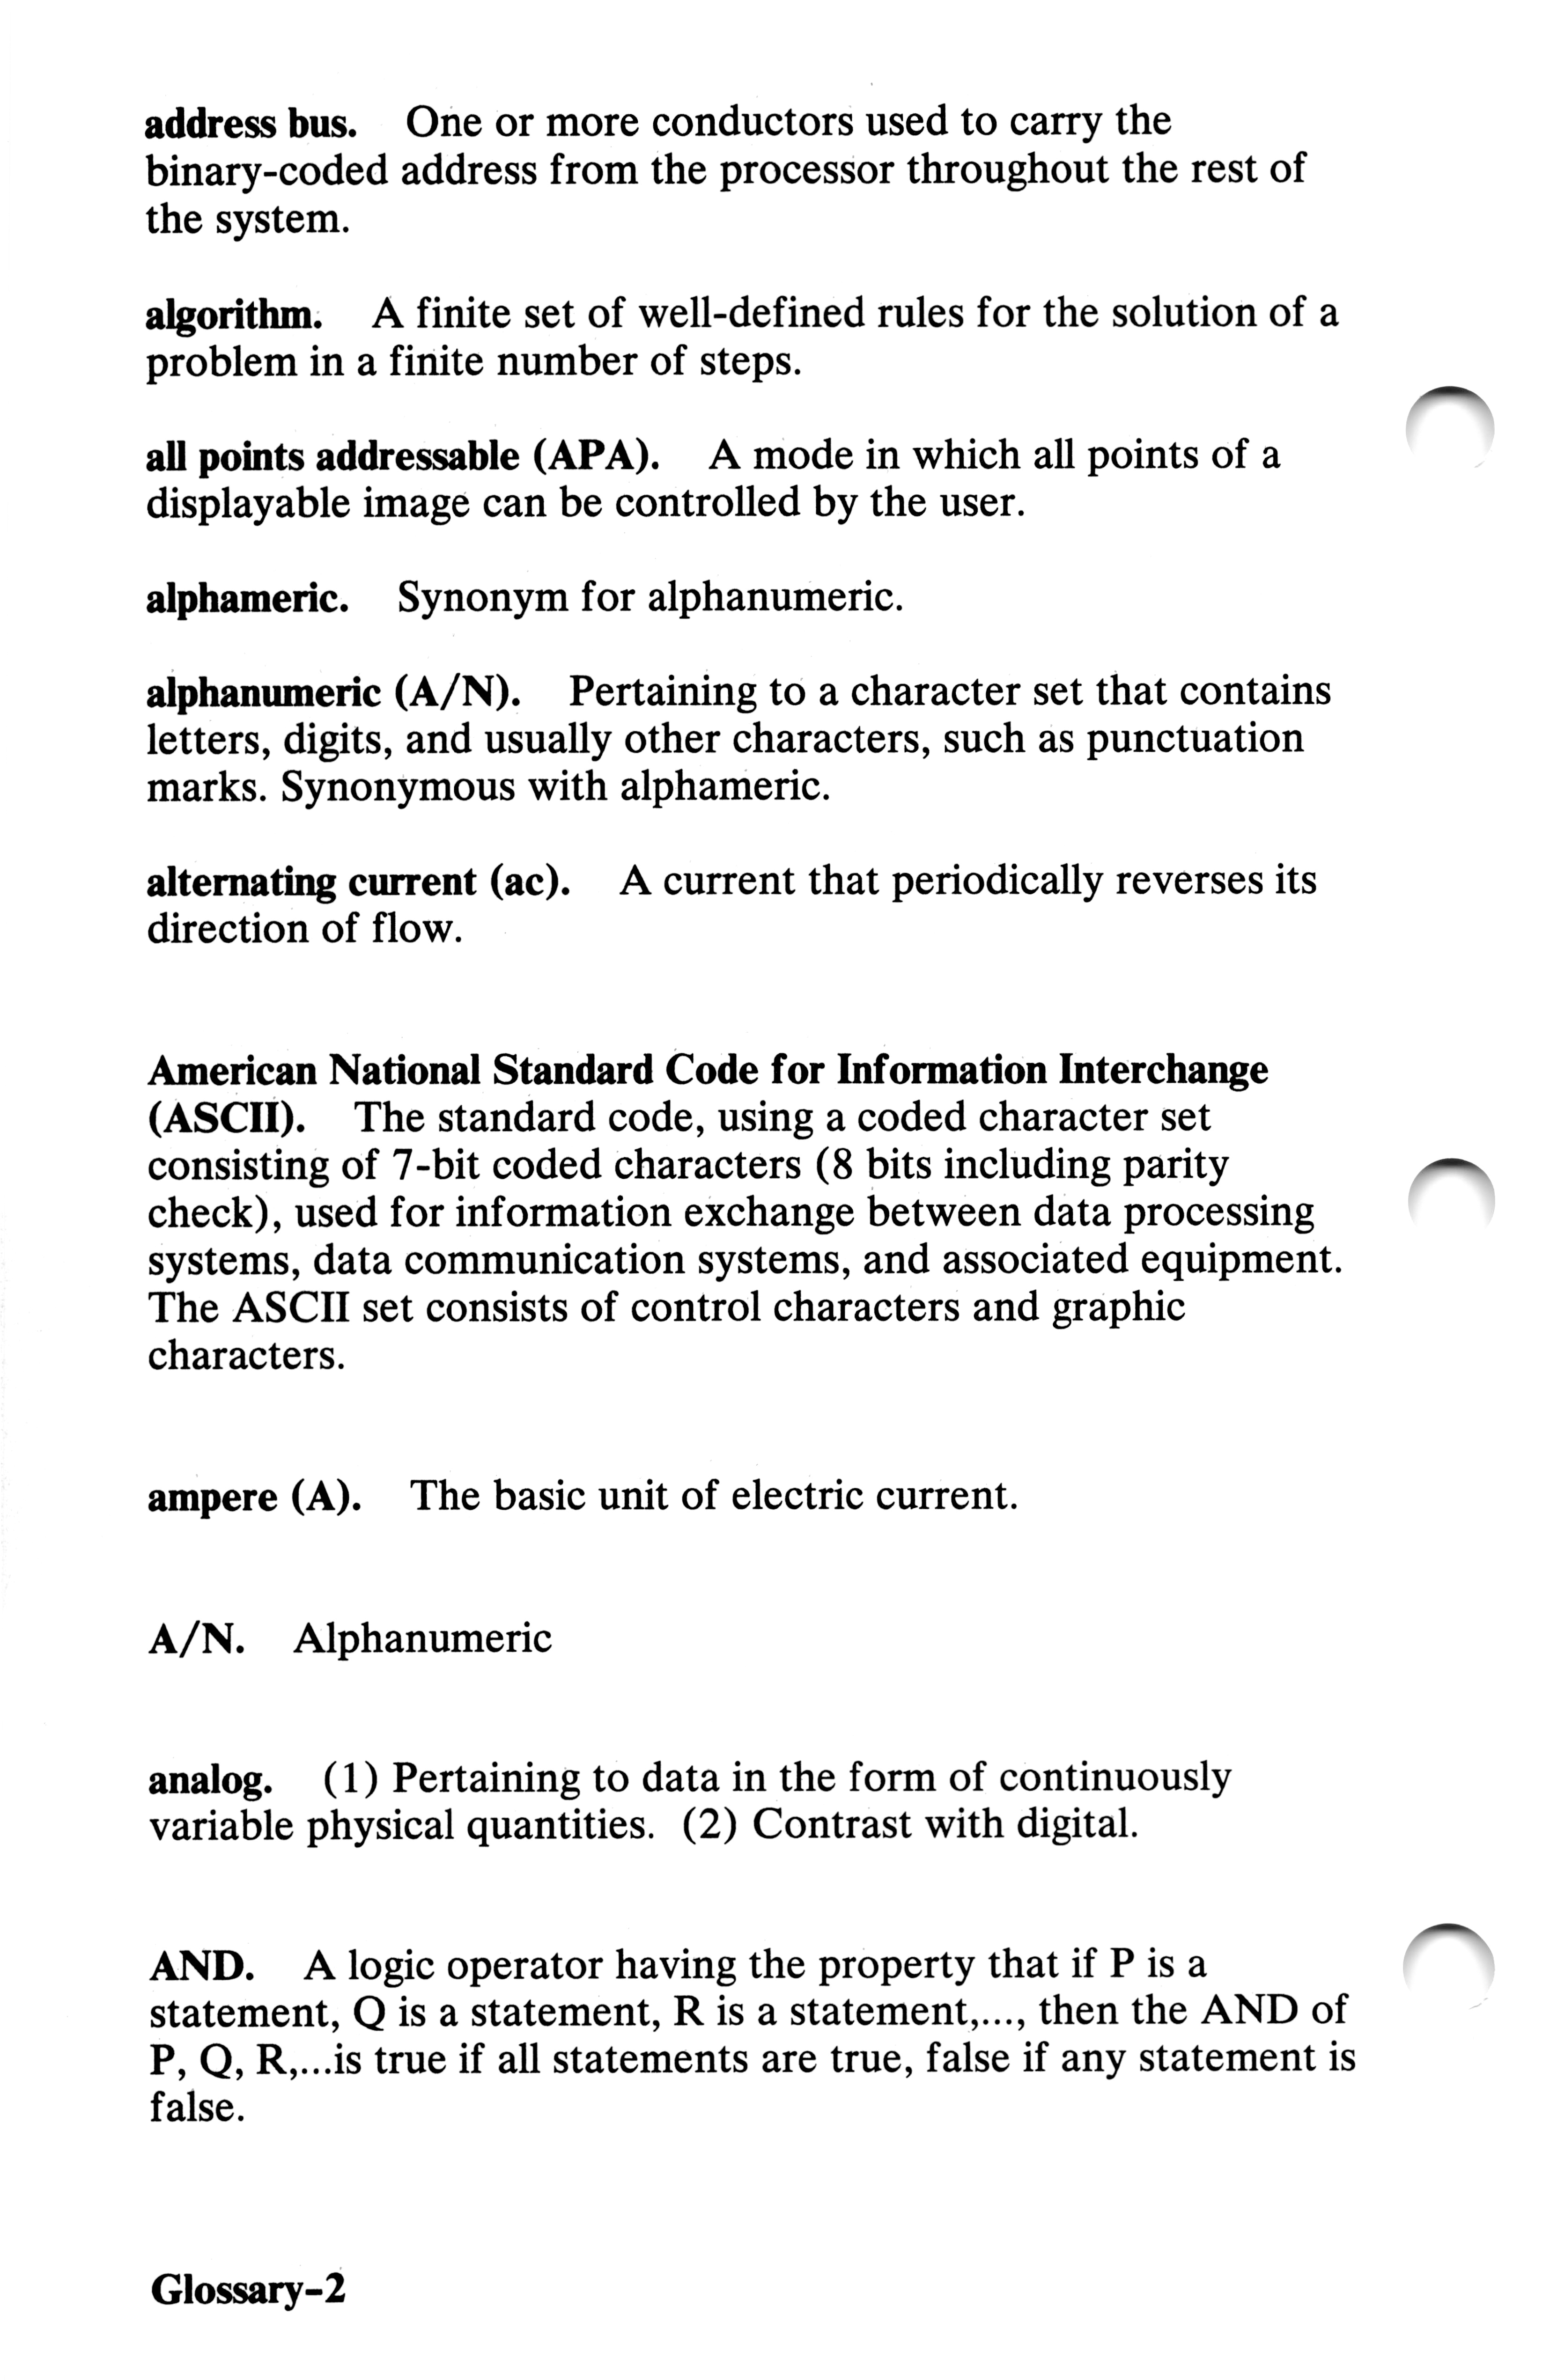 address bus. One or more conductors used to carry the
binary-coded address from the processor throughout the rest of
the system.
algorithm. A finite set of well-defined rules for the solution of a
problem in a finite number of steps.
all points addressable (APA). A mode in which all points of a
displayable image can be controlled by the user.
alphameric. Synonym for alphanumeric.
alphanumeric (A/N). Pertaining to a character set that contains
letters, digits, and usually other characters, such as punctuation
marks. Synonymous with alphameric.
alternating current (ac). A current that periodically reverses its
direction of flow.
American National Standard Code for Information Interchange
(ASCII). The standard code, using a coded character set
consisting of 7-bit coded characters (8 bits including parity
check), used for information exchange between data processing
systems, data communication systems, and associated equipment.
The ASCII set consists of control characters and graphic
characters.
ampere (A). The basic unit of electric current.
A/N. Alphanumeric
analog. (1) Pertaining to data in the form of continuously
variable physical quantities. (2) Contrast with digital.
AND. A logic operator having the property that if P is a
statement, Q is a statement, R is a statement,..., then the AND of
P, Q, R,...is true if all statements are true, false if any statement is
false.
Glossary-2